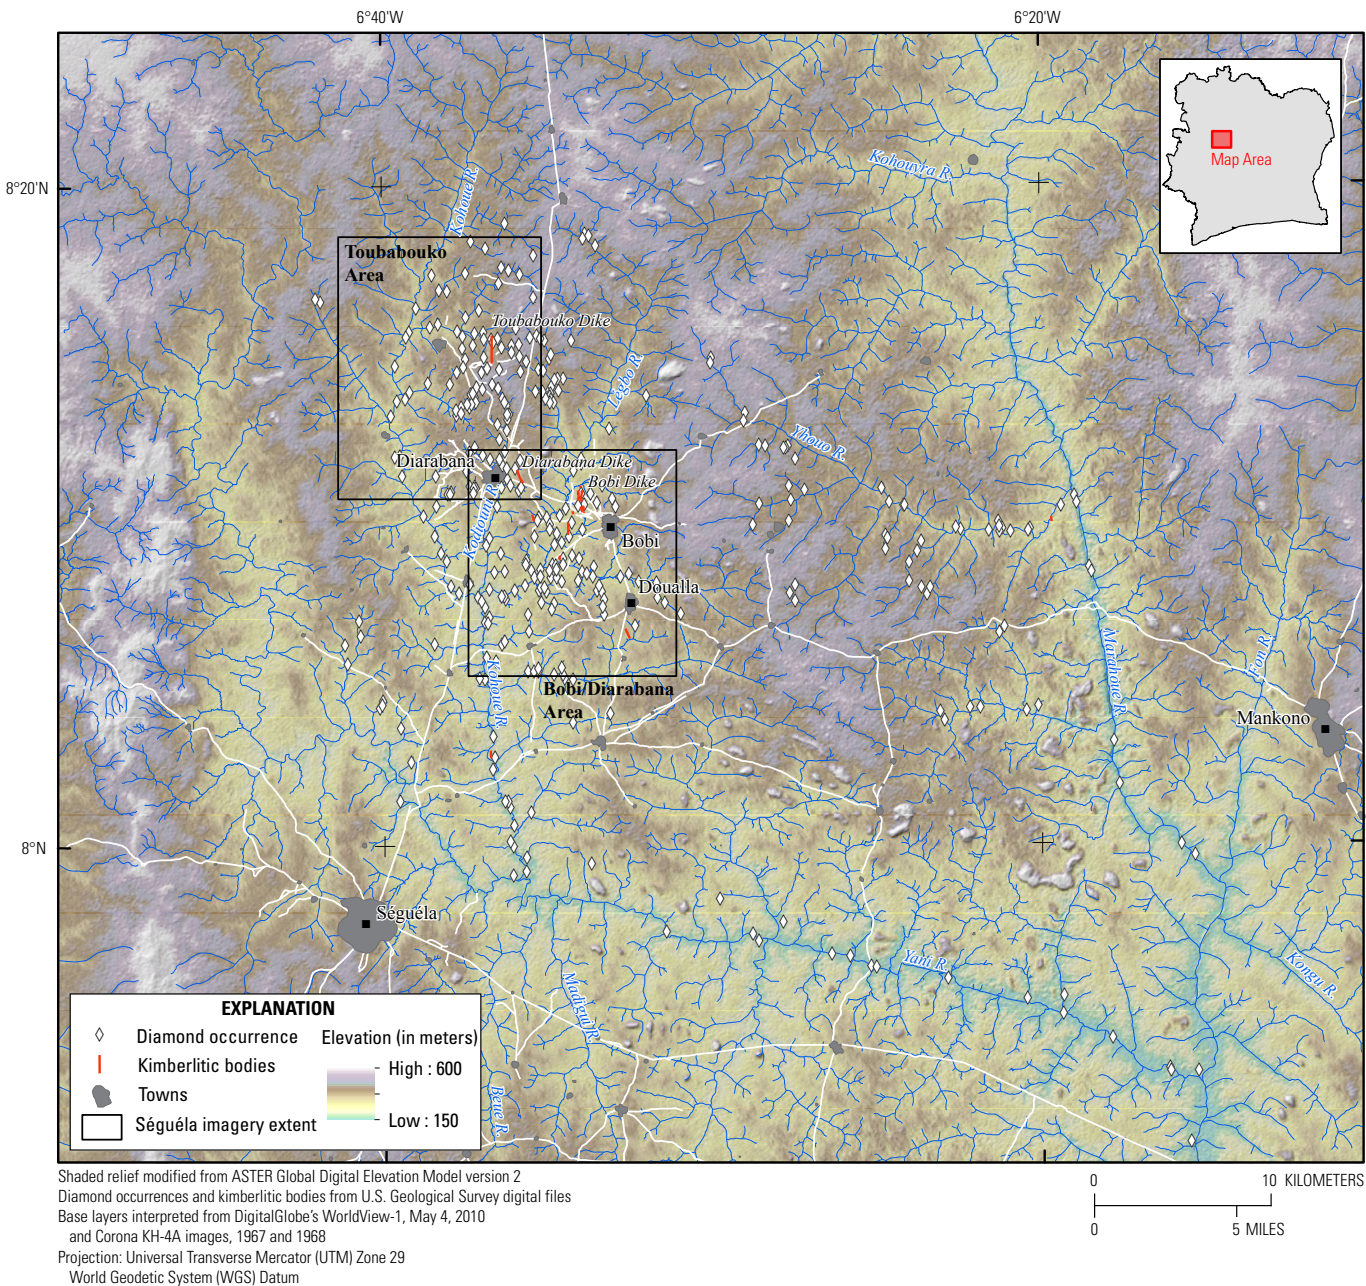 6°40'W
6°20'W
8°20'N
8°N
Map Area
Kohouyra R.
Kohoue R.
Toubabouko
Area
Toubabouko Dike
Legbo R.
Yhouo R.
Diarabana
Diarabana Dike
Bobi Dike
Bobi
Doualla
Kohoue R.
Bobi/Diarabana
Area
Marahoue R.
Tion R.
Mankono
Séguéla
Yani R.
Kongu R.
Madigui R.
Beue R.
EXPLANATION
Diamond occurrence
Kimberlitic bodies
Towns
Séguéla imagery extent
Elevation (in meters)
High : 600
Low : 150
Shaded relief modified from ASTER Global Digital Elevation Model version 2
Diamond occurrences and kimberlitic bodies from U.S. Geological Survey digital files
Base layers interpreted from DigitalGlobe's WorldView-1, May 4, 2010
and Corona KH-4A images, 1967 and 1968
Projection: Universal Transverse Mercator (UTM) Zone 29
World Geodetic System (WGS) Datum
0 10 KILOMETERS
0 5 MILES